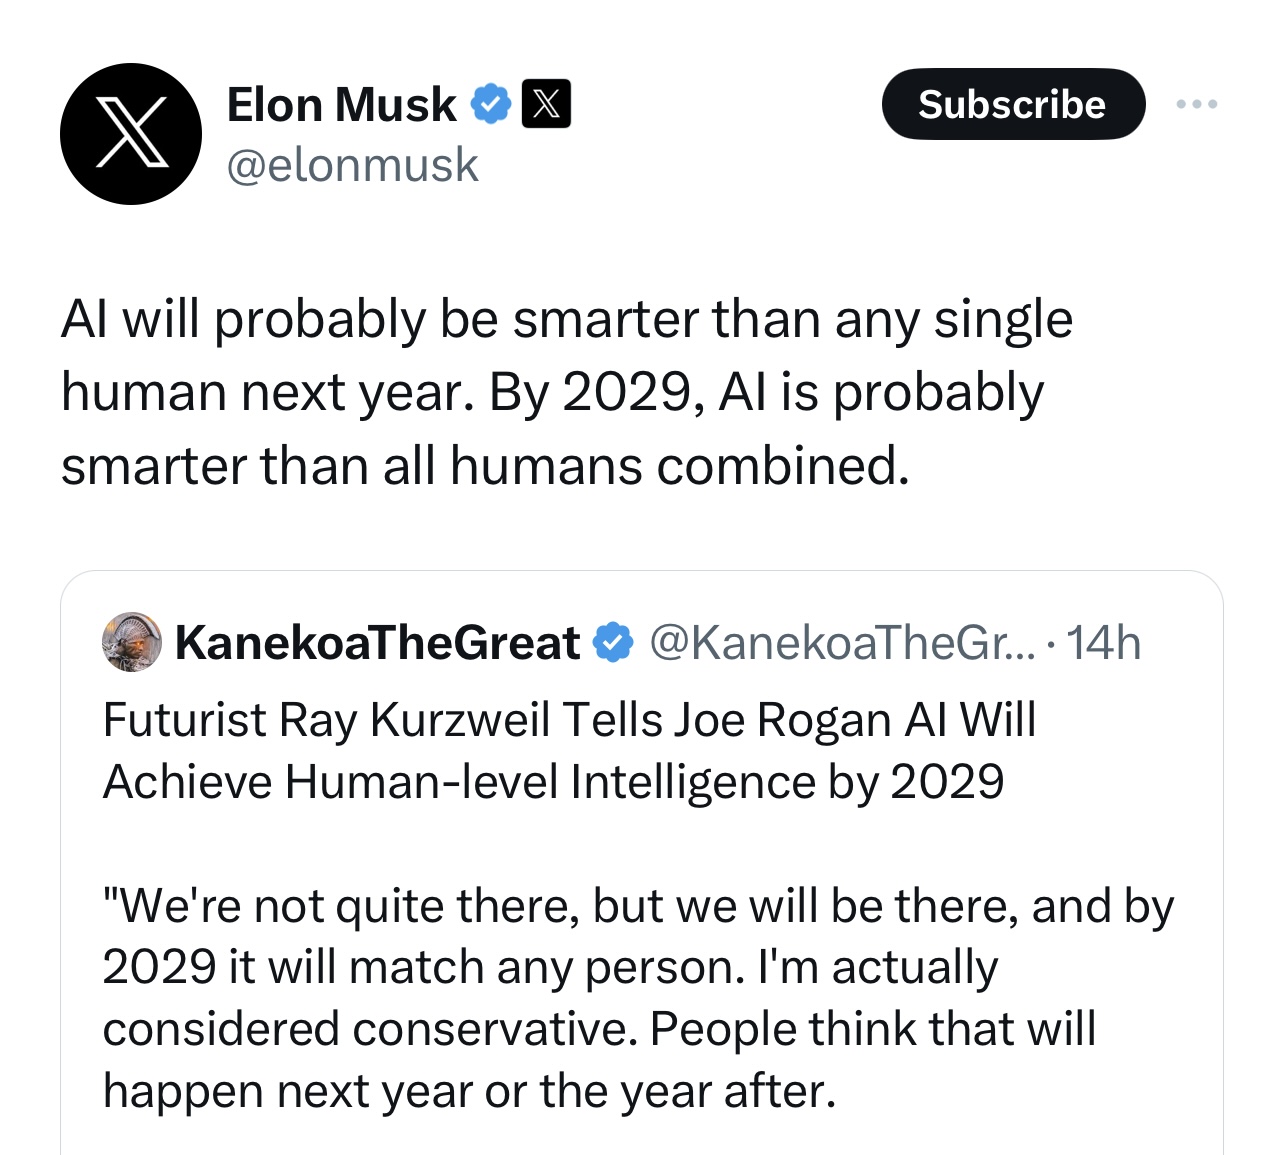 Elon Musk
@elonmusk
Subscribe
AI will probably be smarter than any single
human next year. By 2029, AI is probably
smarter than all humans combined.
KanekoaTheGreat @KanekoaTheGr... · 14h
Futurist Ray Kurzweil Tells Joe Rogan AI Will
Achieve Human-level Intelligence by 2029
"We're not quite there, but we will be there, and by
2029 it will match any person. I'm actually
considered conservative. People think that will
happen next year or the year after.